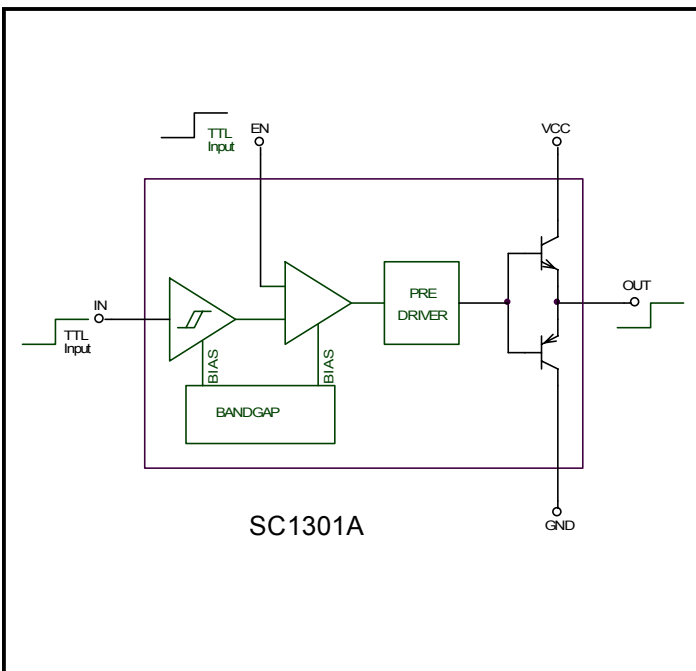 TTL
Input
EN
VCC
IN
TTL
Input
PRE
DRIVER
OUT
BIAS
BIAS
BANDGAP
GND
SC1301A